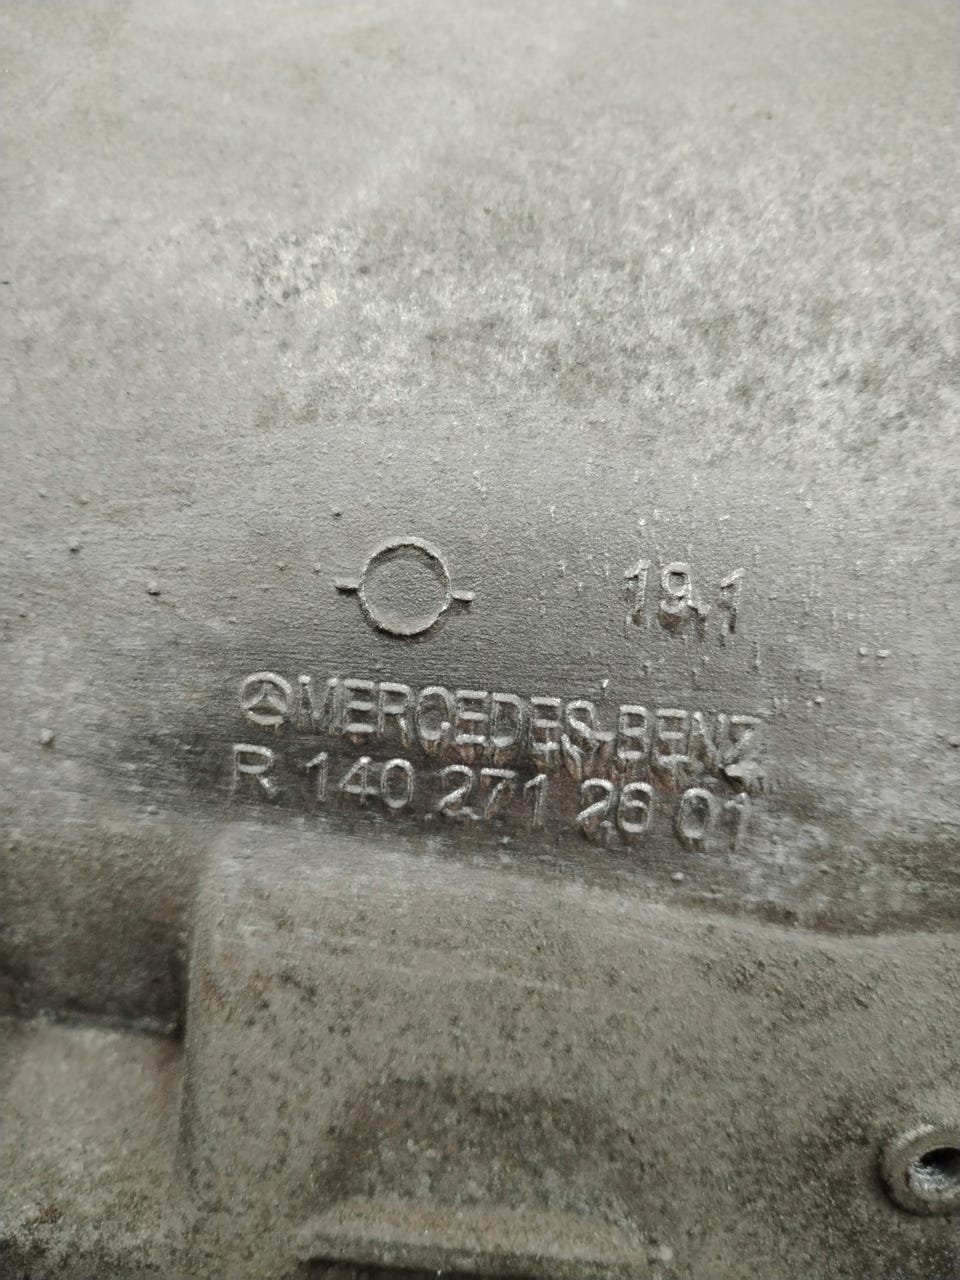 19.1
MERCEDES-BENZ
R 140 271 26 01